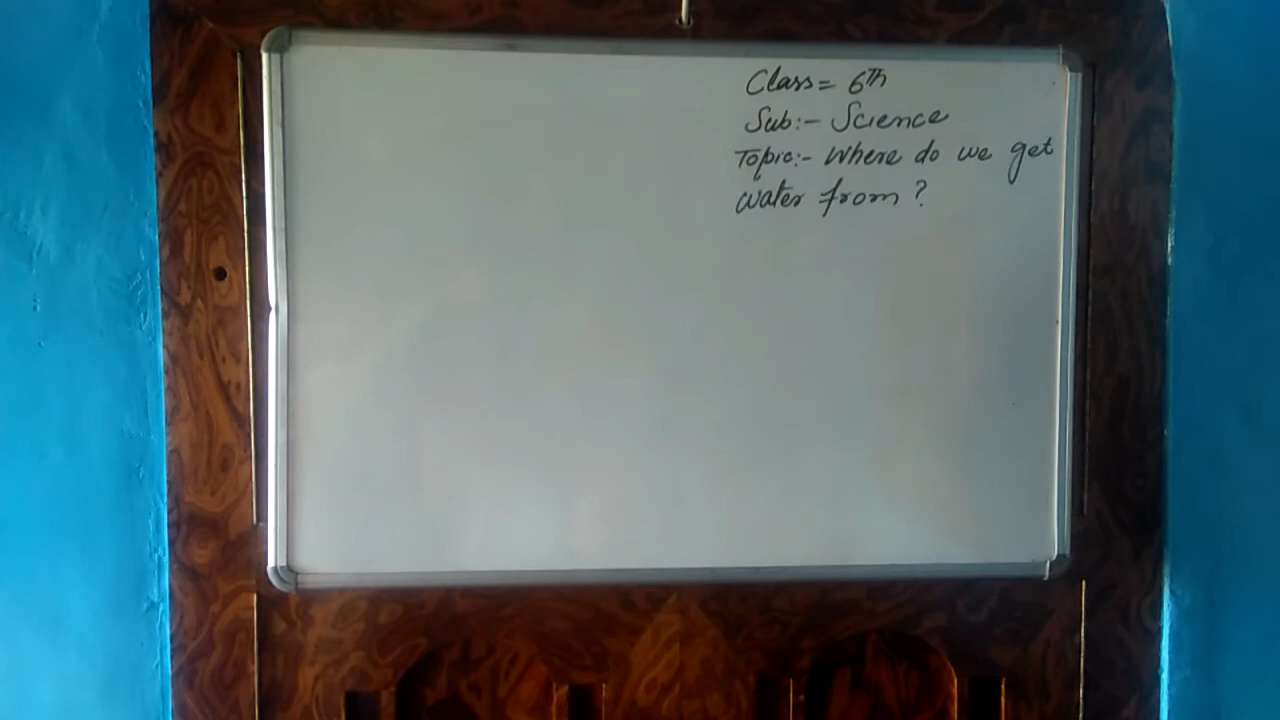 Class= 6Th
Sub:- Science
Topic:- Where do we get
water from ?